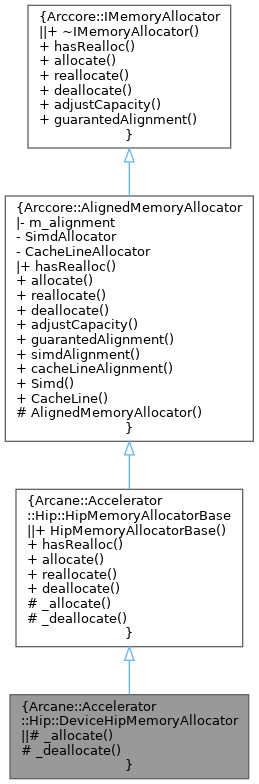 {Arccore::IMemoryAllocator
||+ ~IMemoryAllocator()
+ hasRealloc()
+ allocate()
+ reallocate()
+ deallocate()
+ adjustCapacity()
+ guarantedAlignment()
}
{Arccore::AlignedMemoryAllocator
|- m_alignment
- SimdAllocator
- CacheLineAllocator
|+ hasRealloc()
+ allocate()
+ reallocate()
+ deallocate()
+ adjustCapacity()
+ guarantedAlignment()
+ simdAlignment()
+ cacheLineAlignment()
+ Simd()
+ CacheLine()
# AlignedMemoryAllocator()
}
{Arcane::Accelerator
::Hip::HipMemoryAllocatorBase
||+ HipMemoryAllocatorBase()
+ hasRealloc()
+ allocate()
+ reallocate()
+ deallocate()
# _allocate()
# _deallocate()
}
{Arcane::Accelerator
::Hip::DeviceHipMemoryAllocator
||# _allocate()
# _deallocate()
}